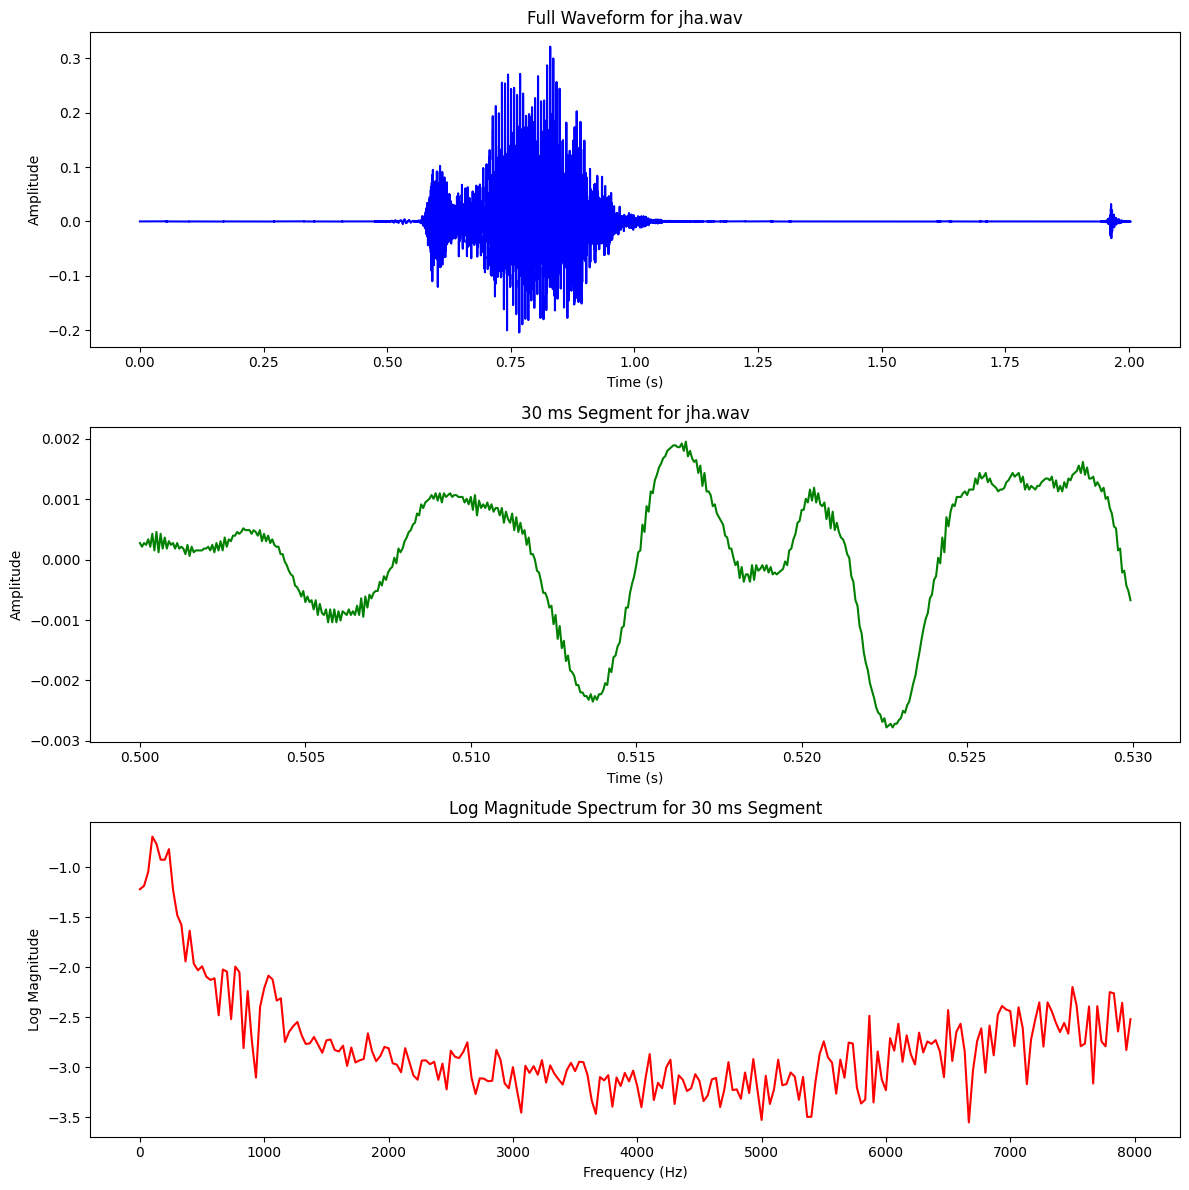 Full Waveform for jha.wav
Amplitude
0.3
0.2
0.1
0.0
−0.1
−0.2
0.00 0.25 0.50 0.75 1.00 1.25 1.50 1.75 2.00
Time (s)
30 ms Segment for jha.wav
Amplitude
0.002
0.001
0.000
−0.001
−0.002
−0.003
0.500 0.505 0.510 0.515 0.520 0.525 0.530
Time (s)
Log Magnitude Spectrum for 30 ms Segment
Log Magnitude
−1.0
−1.5
−2.0
−2.5
−3.0
−3.5
0 1000 2000 3000 4000 5000 6000 7000 8000
Frequency (Hz)